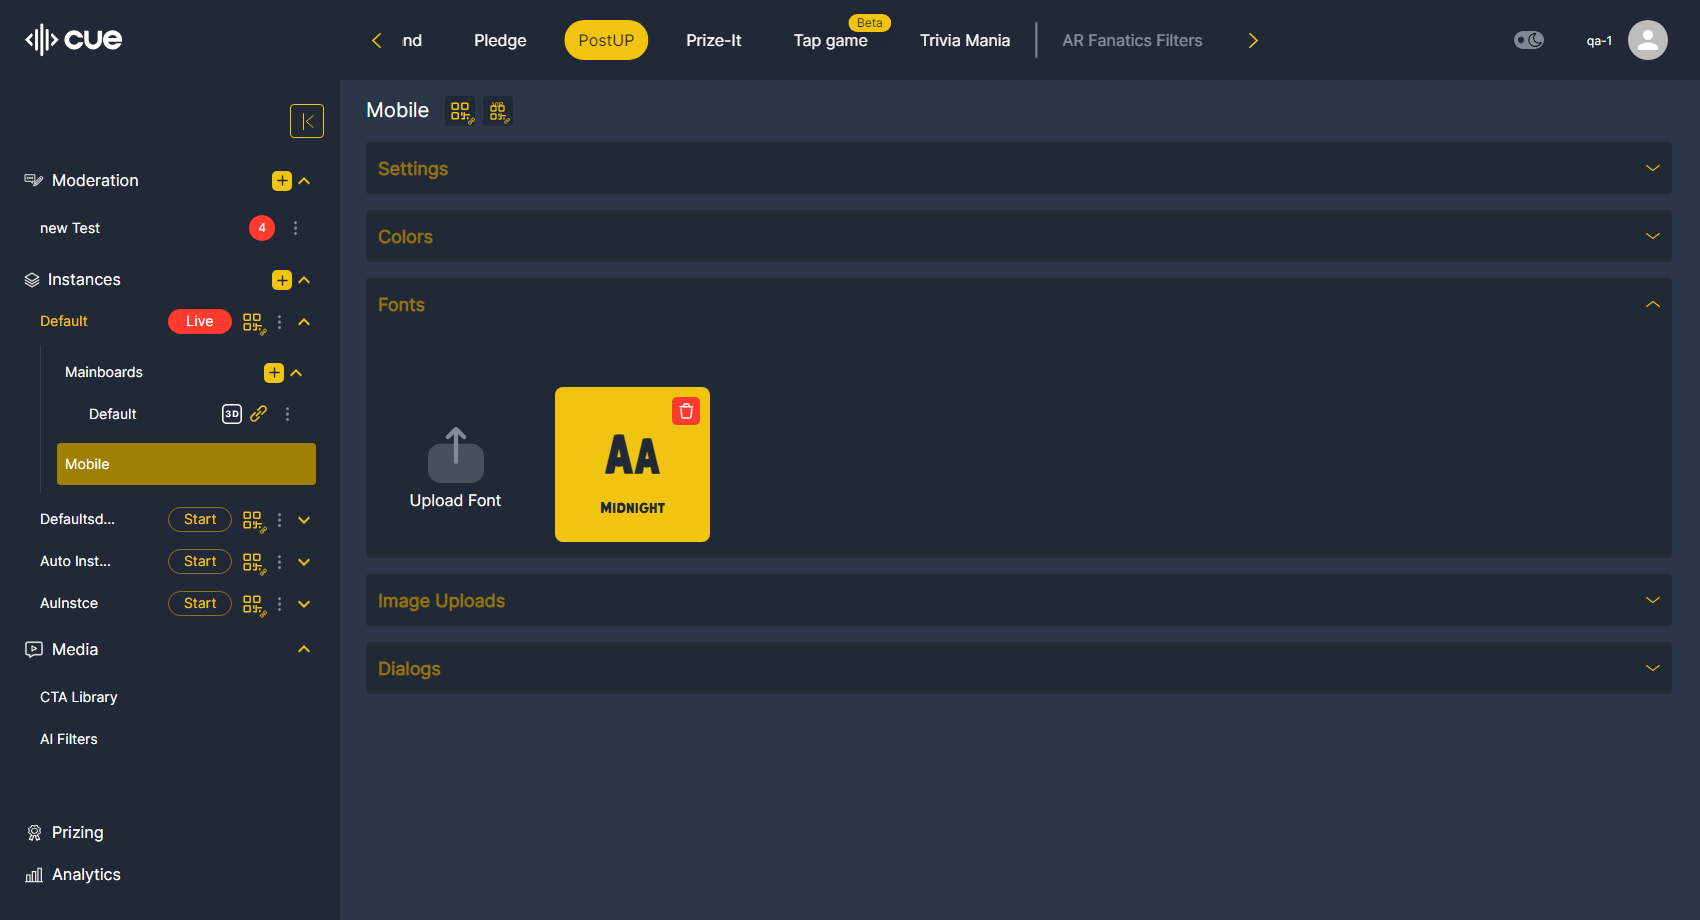 cue
nd
Pledge
PostUP
Prize-It
Tap game
Beta
Trivia Mania
AR Fanatics Filters
qa-1
Moderation
new Test
4
Instances
Default
Live
Mainboards
Default
3D
Mobile
Defaultsd...
Start
Auto Inst...
Start
AuInstce
Start
Media
CTA Library
AI Filters
Prizing
Analytics
Mobile
VIP
Settings
Colors
Fonts
Upload Font
AA
MIDNIGHT
Image Uploads
Dialogs